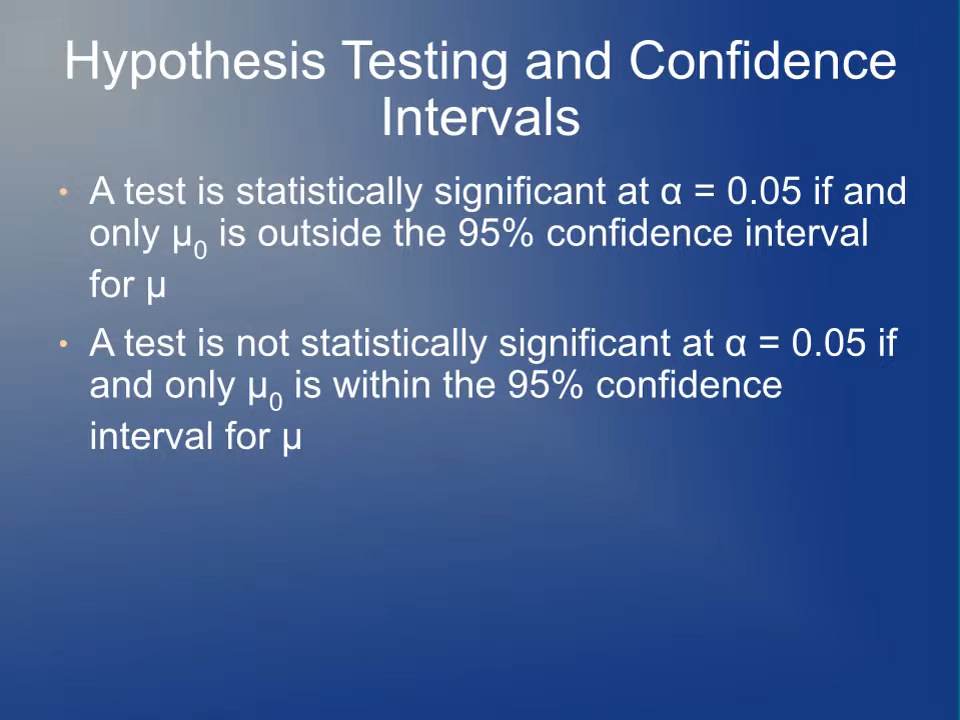 Hypothesis Testing and Confidence
Intervals
• A test is statistically significant at α = 0.05 if and
only μ₀ is outside the 95% confidence interval
for μ
• A test is not statistically significant at α = 0.05 if
and only μ₀ is within the 95% confidence
interval for μ